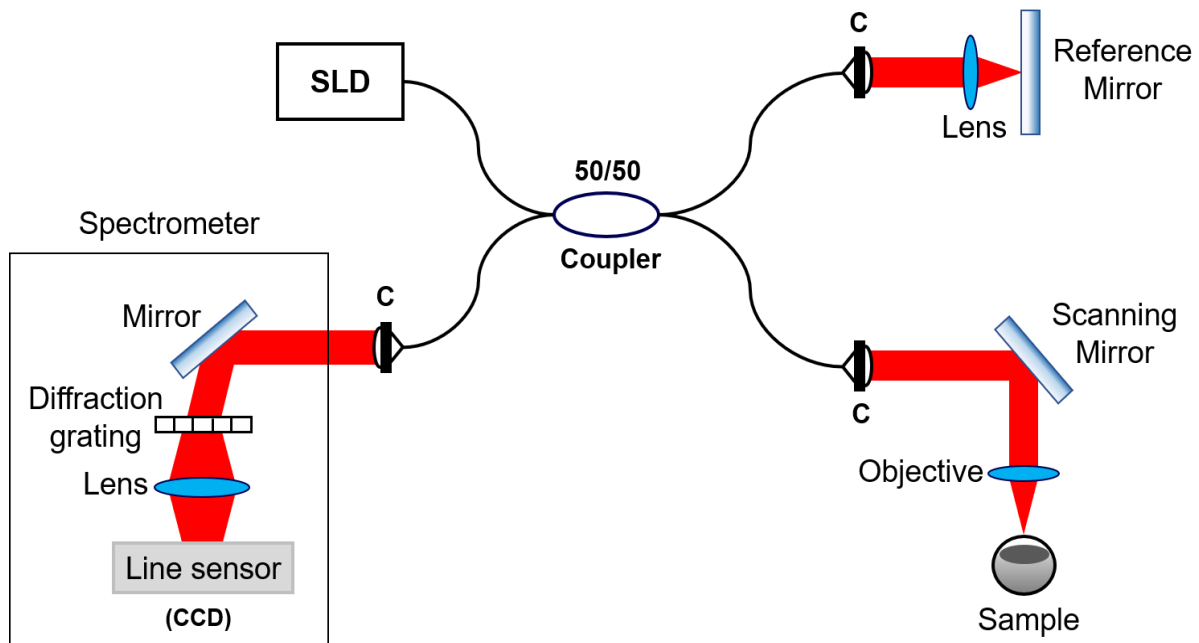 SLD
C
Reference
Mirror
Lens
50/50
Coupler
Spectrometer
C
Mirror
Diffraction
grating
Lens
Line sensor
(CCD)
Scanning
Mirror
C
Objective
Sample